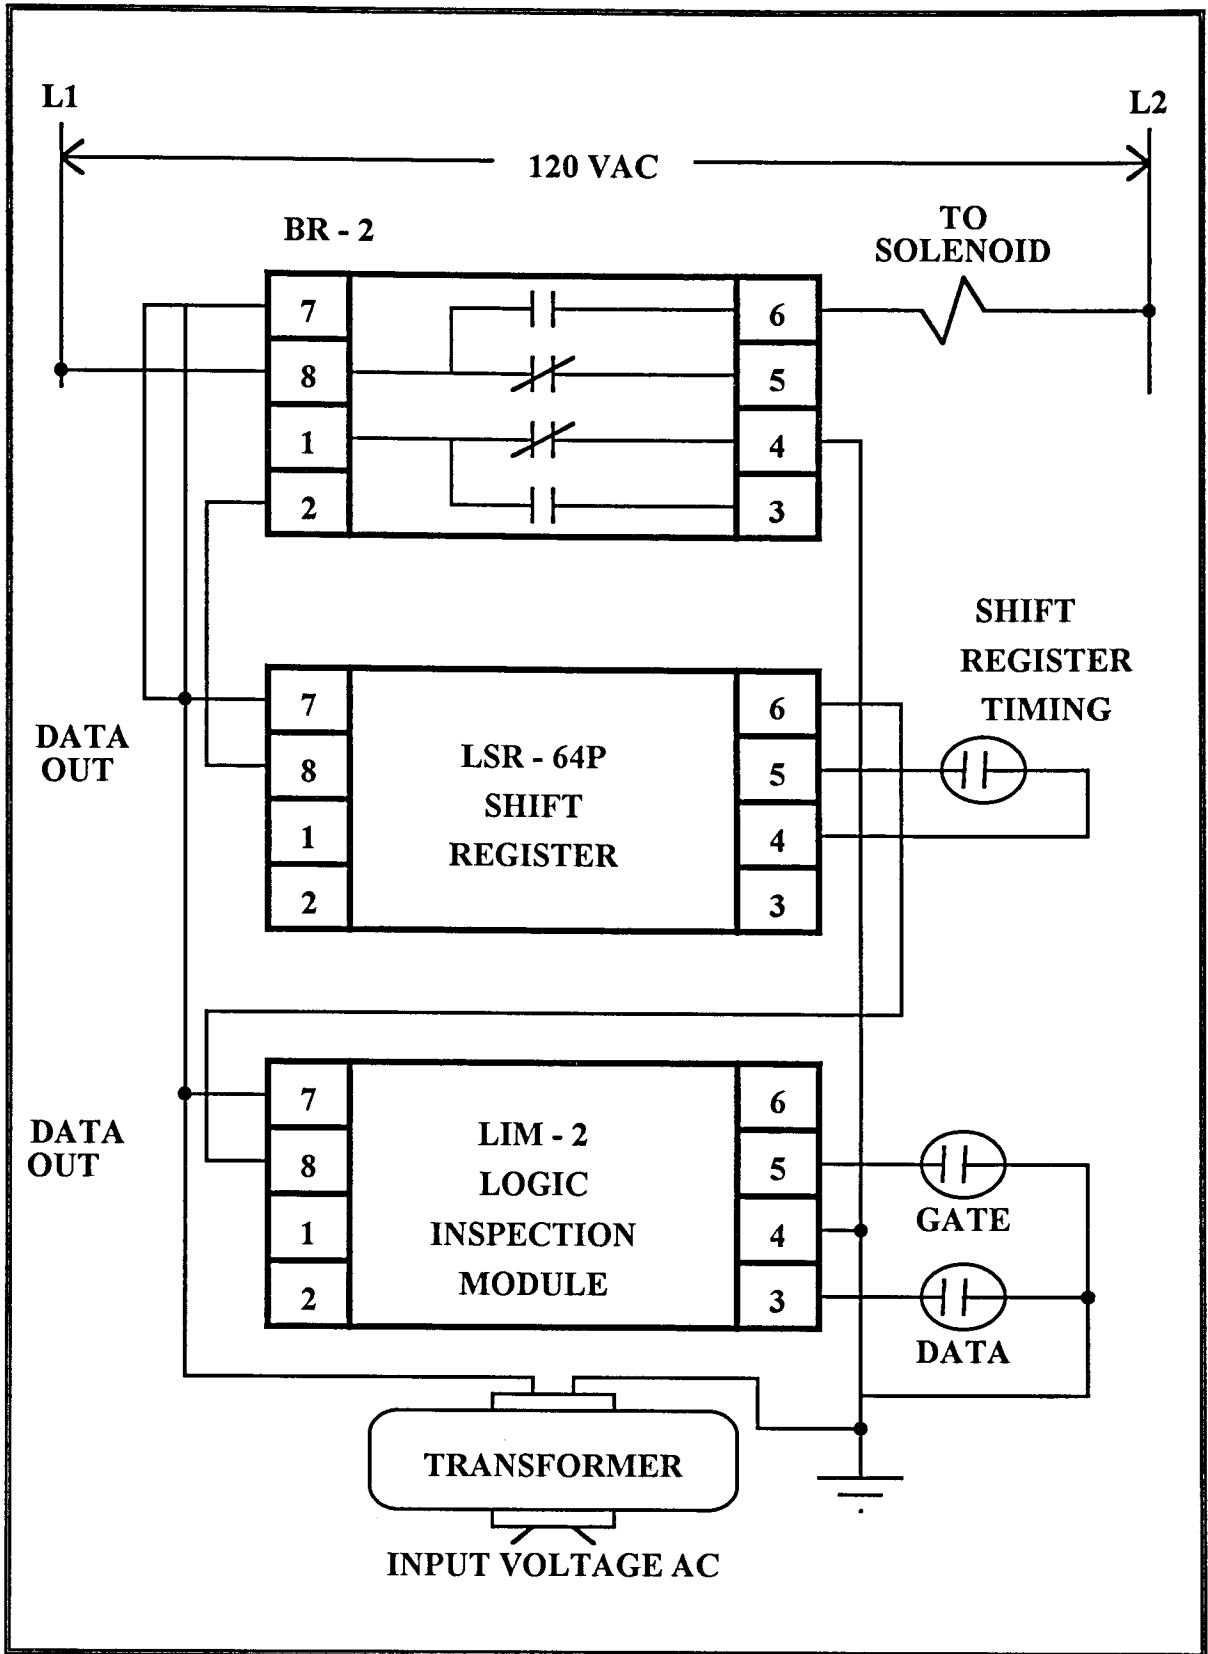 L1
L2
120 VAC
BR - 2
TO
SOLENOID
7
6
8
5
1
4
2
3
SHIFT
REGISTER
TIMING
DATA
OUT
7
6
8
5
1
4
2
3
LSR - 64P
SHIFT
REGISTER
DATA
OUT
7
6
8
5
1
4
2
3
LIM - 2
LOGIC
INSPECTION
MODULE
GATE
DATA
TRANSFORMER
INPUT VOLTAGE AC